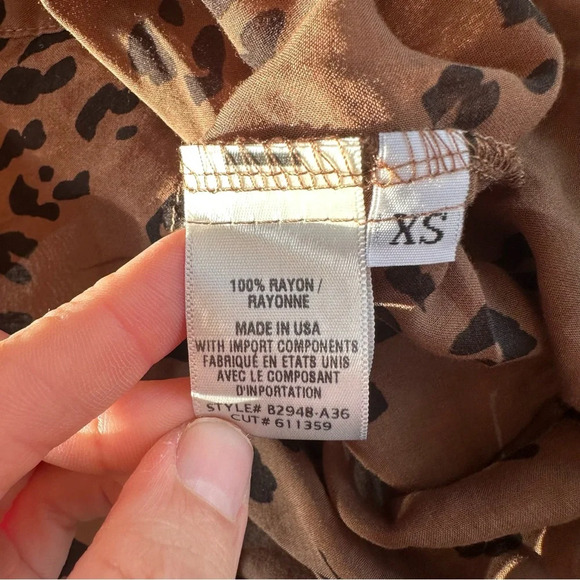 100% RAYON /
RAYONNE
MADE IN USA
WITH IMPORT COMPONENTS
FABRIQUÉ EN ETATS UNIS
AVEC LE COMPOSANT
D'INPORTATION
STYLE# B2948-A36
CUT# 611359
XS